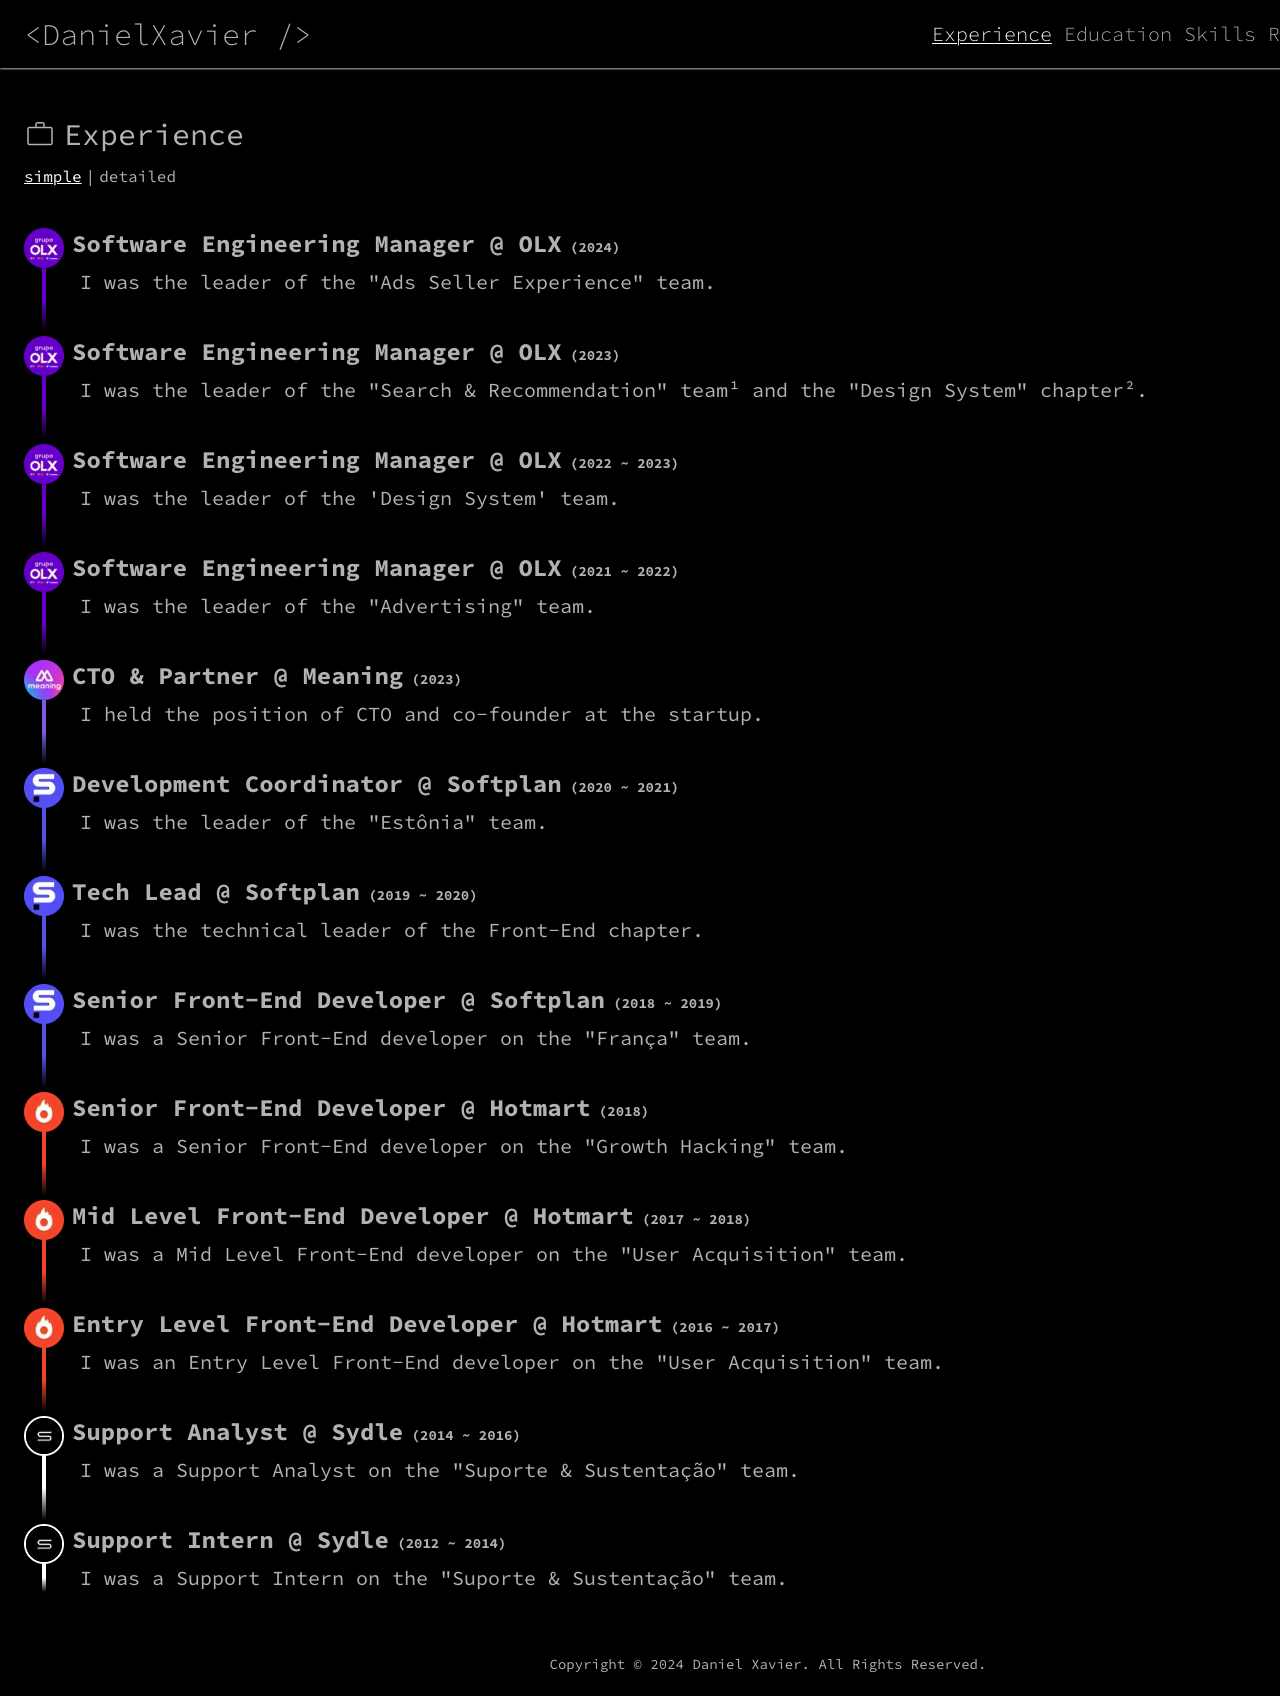 <DanielXavier />
Experience Education Skills R
Experience
simple | detailed
grupo OLX
Software Engineering Manager @ OLX (2024)
I was the leader of the "Ads Seller Experience" team.
grupo OLX
Software Engineering Manager @ OLX (2023)
I was the leader of the "Search & Recommendation" team¹ and the "Design System" chapter².
grupo OLX
Software Engineering Manager @ OLX (2022 ~ 2023)
I was the leader of the 'Design System' team.
grupo OLX
Software Engineering Manager @ OLX (2021 ~ 2022)
I was the leader of the "Advertising" team.
meaning
CTO & Partner @ Meaning (2023)
I held the position of CTO and co-founder at the startup.
Development Coordinator @ Softplan (2020 ~ 2021)
I was the leader of the "Estônia" team.
Tech Lead @ Softplan (2019 ~ 2020)
I was the technical leader of the Front-End chapter.
Senior Front-End Developer @ Softplan (2018 ~ 2019)
I was a Senior Front-End developer on the "França" team.
Senior Front-End Developer @ Hotmart (2018)
I was a Senior Front-End developer on the "Growth Hacking" team.
Mid Level Front-End Developer @ Hotmart (2017 ~ 2018)
I was a Mid Level Front-End developer on the "User Acquisition" team.
Entry Level Front-End Developer @ Hotmart (2016 ~ 2017)
I was an Entry Level Front-End developer on the "User Acquisition" team.
Support Analyst @ Sydle (2014 ~ 2016)
I was a Support Analyst on the "Suporte & Sustentação" team.
Support Intern @ Sydle (2012 ~ 2014)
I was a Support Intern on the "Suporte & Sustentação" team.
Copyright © 2024 Daniel Xavier. All Rights Reserved.